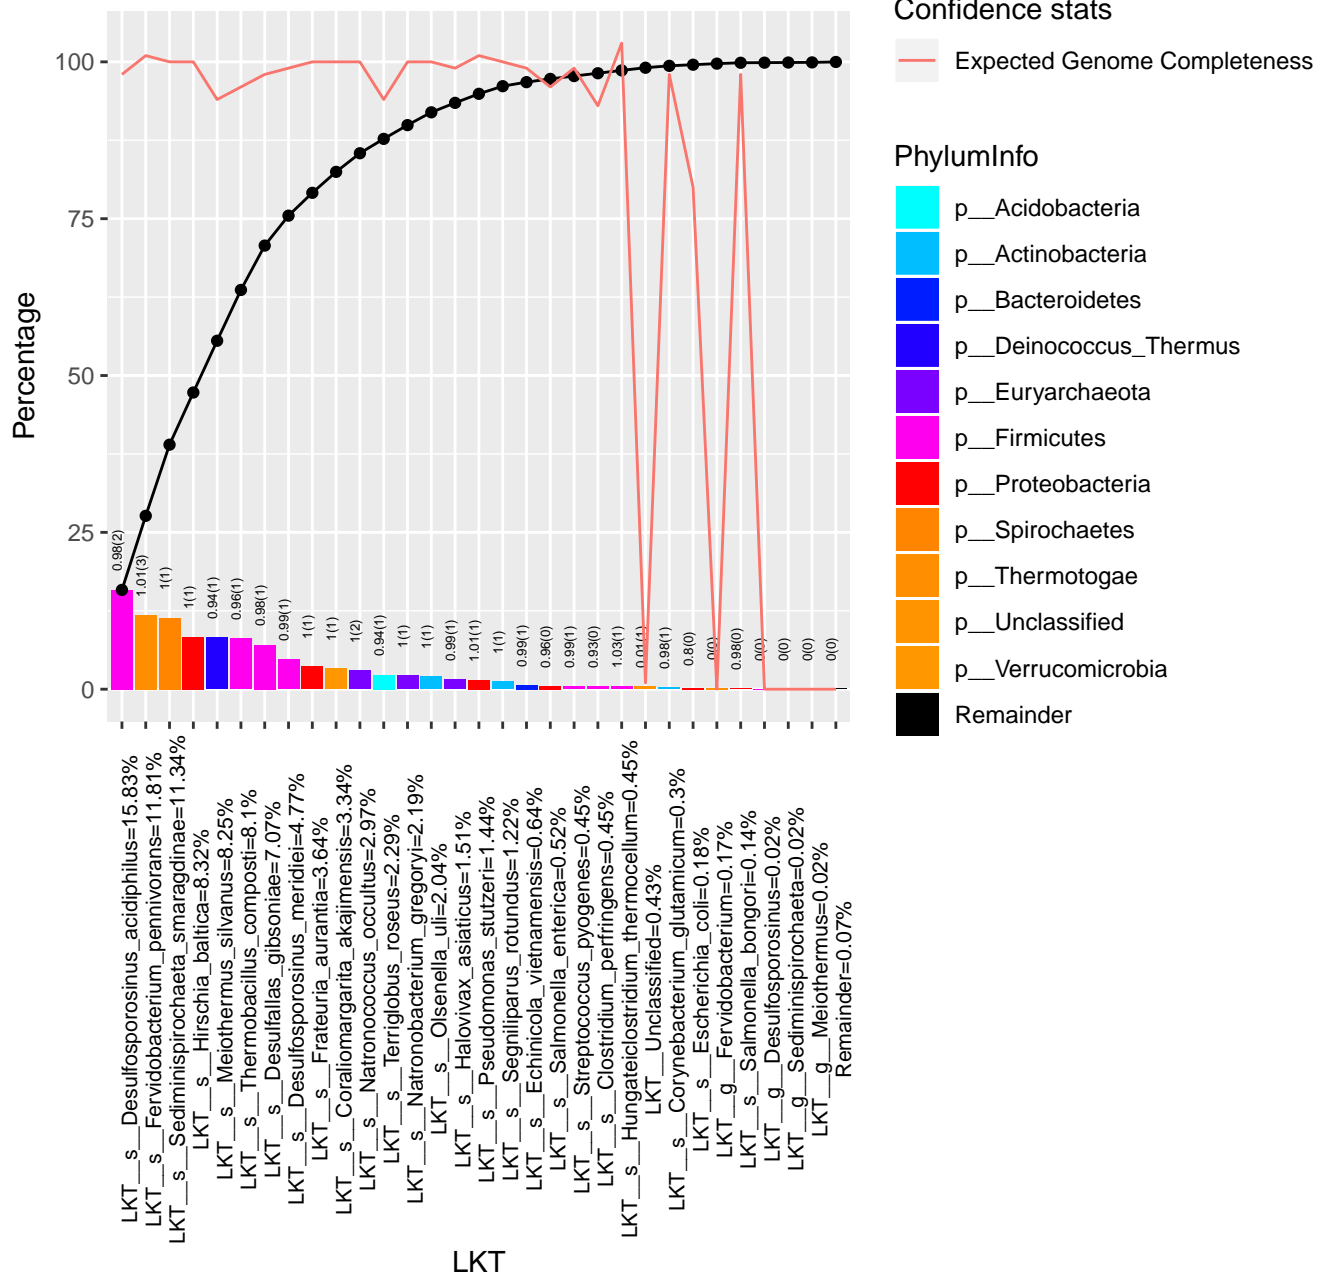 Confidence stats
Expected Genome Completeness
PhylumInfo
p__Acidobacteria
p__Actinobacteria
p__Bacteroidetes
p__Deinococcus_Thermus
p__Euryarchaeota
p__Firmicutes
p__Proteobacteria
p__Spirochaetes
p__Thermotogae
p__Unclassified
p__Verrucomicrobia
Remainder
Percentage
100
75
50
25
0
0.98(2)
1.01(3)
1(1)
1(1)
0.94(1)
0.96(1)
0.98(1)
0.99(1)
1(1)
1(1)
1(2)
0.94(1)
1(1)
1(1)
0.99(1)
1.01(1)
1(1)
0.99(1)
0.96(0)
0.99(1)
0.93(0)
1.03(1)
0.01(1)
0.98(1)
0.8(0)
0(0)
0.98(0)
0(0)
0(0)
0(0)
LKT__s__Desulfosporosinus_acidiphilus=15.83%
LKT__s__Fervidobacterium_pennivorans=11.81%
LKT__s__Sediminispirochaeta_smaragdinae=11.34%
LKT__s__Hirschia_baltica=8.32%
LKT__s__Meiothermus_silvanus=8.25%
LKT__s__Thermobacillus_composti=8.1%
LKT__s__Desulfallas_gibsoniae=7.07%
LKT__s__Desulfosporosinus_meridiei=4.77%
LKT__s__Frateuria_aurantia=3.64%
LKT__s__Coraliomargarita_akajimensis=3.34%
LKT__s__Natronococcus_occultus=2.97%
LKT__s__Terriglobus_roseus=2.29%
LKT__s__Natronobacterium_gregoryi=2.19%
LKT__s__Olsenella_uli=2.04%
LKT__s__Halovivax_asiaticus=1.51%
LKT__s__Pseudomonas_stutzeri=1.44%
LKT__s__Segniliparus_rotundus=1.22%
LKT__s__Echinicola_vietnamensis=0.64%
LKT__s__Salmonella_enterica=0.52%
LKT__s__Streptococcus_pyogenes=0.45%
LKT__s__Clostridium_perfringens=0.45%
LKT__s__Hungateiclostridium_thermocellum=0.45%
LKT__Unclassified=0.43%
LKT__s__Corynebacterium_glutamicum=0.3%
LKT__s__Escherichia_coli=0.18%
LKT__g__Fervidobacterium=0.17%
LKT__s__Salmonella_bongori=0.14%
LKT__g__Desulfosporosinus=0.02%
LKT__g__Sediminispirochaeta=0.02%
LKT__g__Meiothermus=0.02%
Remainder=0.07%
LKT